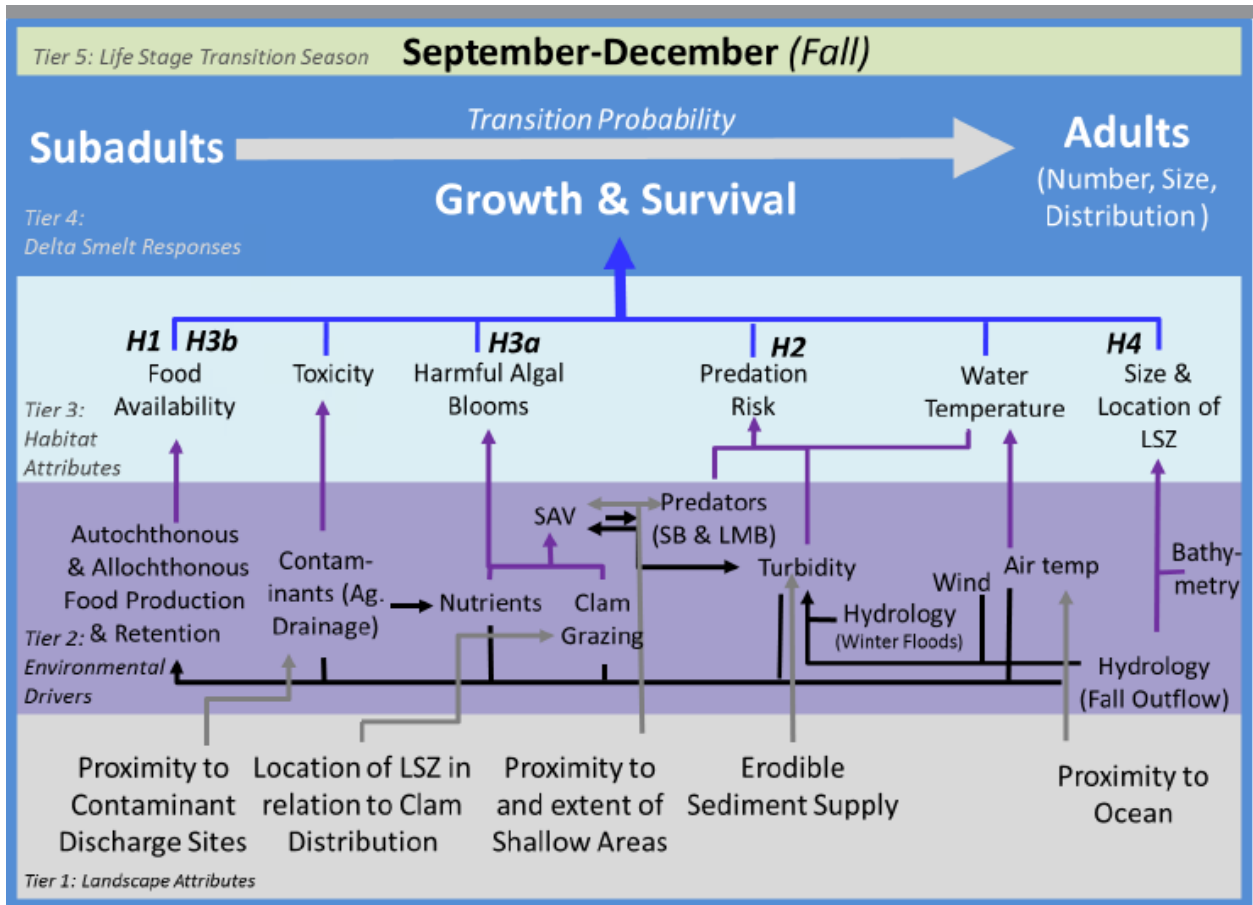 Tier 5: Life Stage Transition Season September-December (Fall)
Transition Probability
Subadults
Adults
(Number, Size,
Distribution )
Growth & Survival
Tier 4:
Delta Smelt Responses
H1 H3b
H3a
H2
H4
Food
Availability
Toxicity
Harmful Algal
Blooms
Predation
Risk
Water
Temperature
Size &
Location of
LSZ
Tier 3:
Habitat
Attributes
Autochthonous
& Allochthonous
Food Production
& Retention
Contam-
inants (Ag.
Drainage)
Nutrients
SAV
Clam
Grazing
Predators
(SB & LMB)
Turbidity
Hydrology
(Winter Floods)
Wind
Air temp
Bathy-
metry
Hydrology
(Fall Outflow)
Tier 2:
Environmental
Drivers
Proximity to
Contaminant
Discharge Sites
Location of LSZ in
relation to Clam
Distribution
Proximity to
and extent of
Shallow Areas
Erodible
Sediment Supply
Proximity to
Ocean
Tier 1: Landscape Attributes